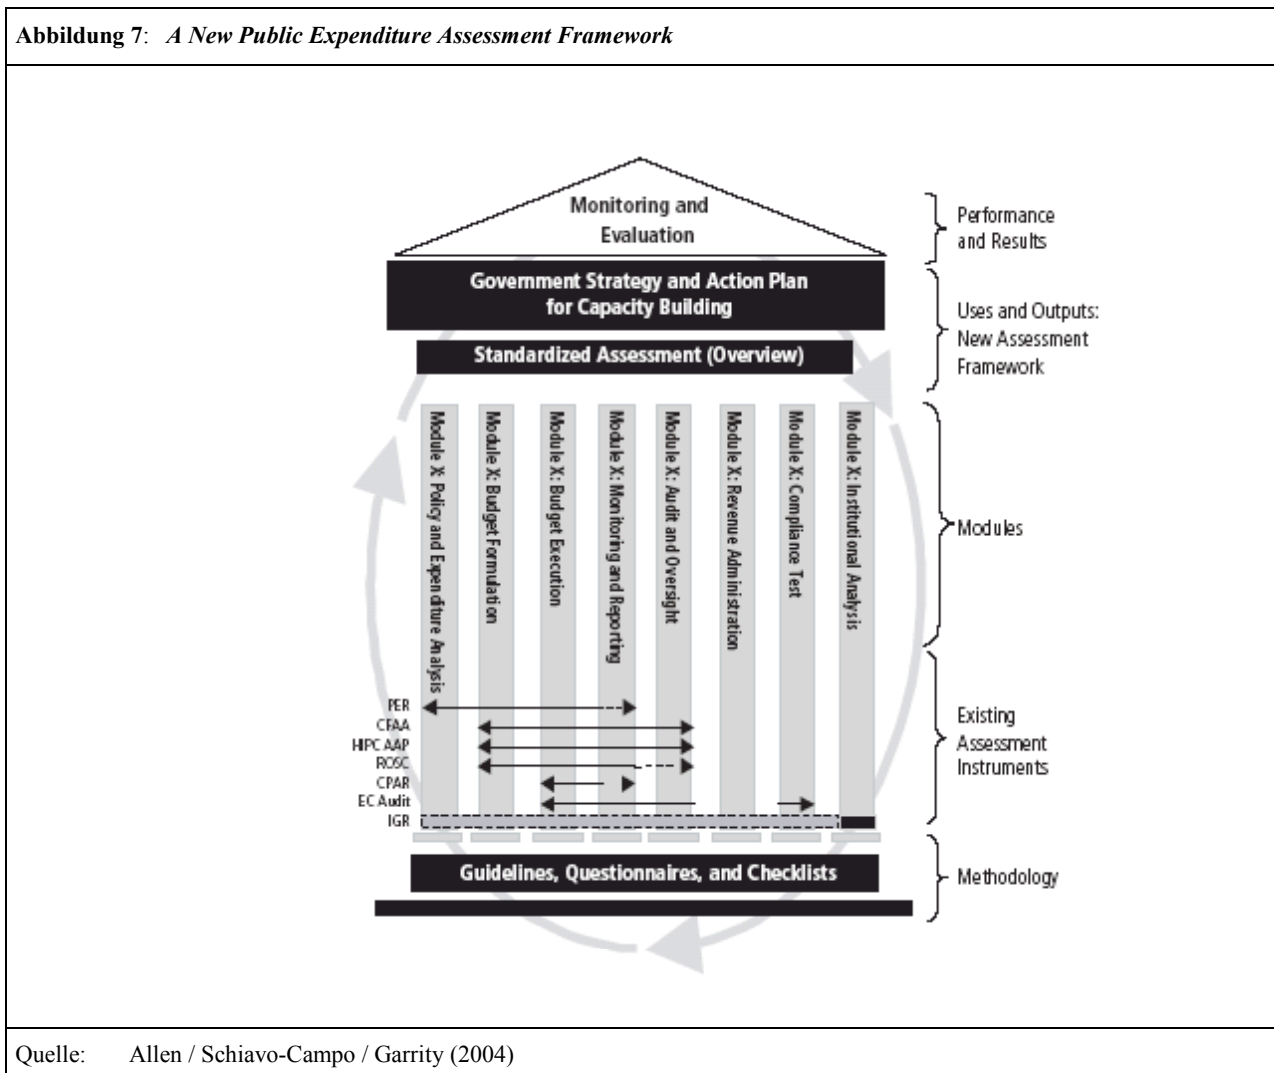 Abbildung 7: A New Public Expenditure Assessment Framework
Monitoring and
Evaluation
Performance
and Results
Government Strategy and Action Plan
for Capacity Building
Standardized Assessment (Overview)
Uses and Outputs:
New Assessment
Framework
Module X: Policy and Expenditure Analysis
Module X: Budget Formulation
Module X: Budget Execution
Module X: Monitoring and Reporting
Module X: Audit and Oversight
Module X: Revenue Administration
Module X: Compliance Test
Module X: Institutional Analysis
Modules
PER
CFAA
HIPC AAP
ROSC
CPAR
EC Audit
IGR
Existing
Assessment
Instruments
Guidelines, Questionnaires, and Checklists
Methodology
Quelle: Allen / Schiavo-Campo / Garrity (2004)